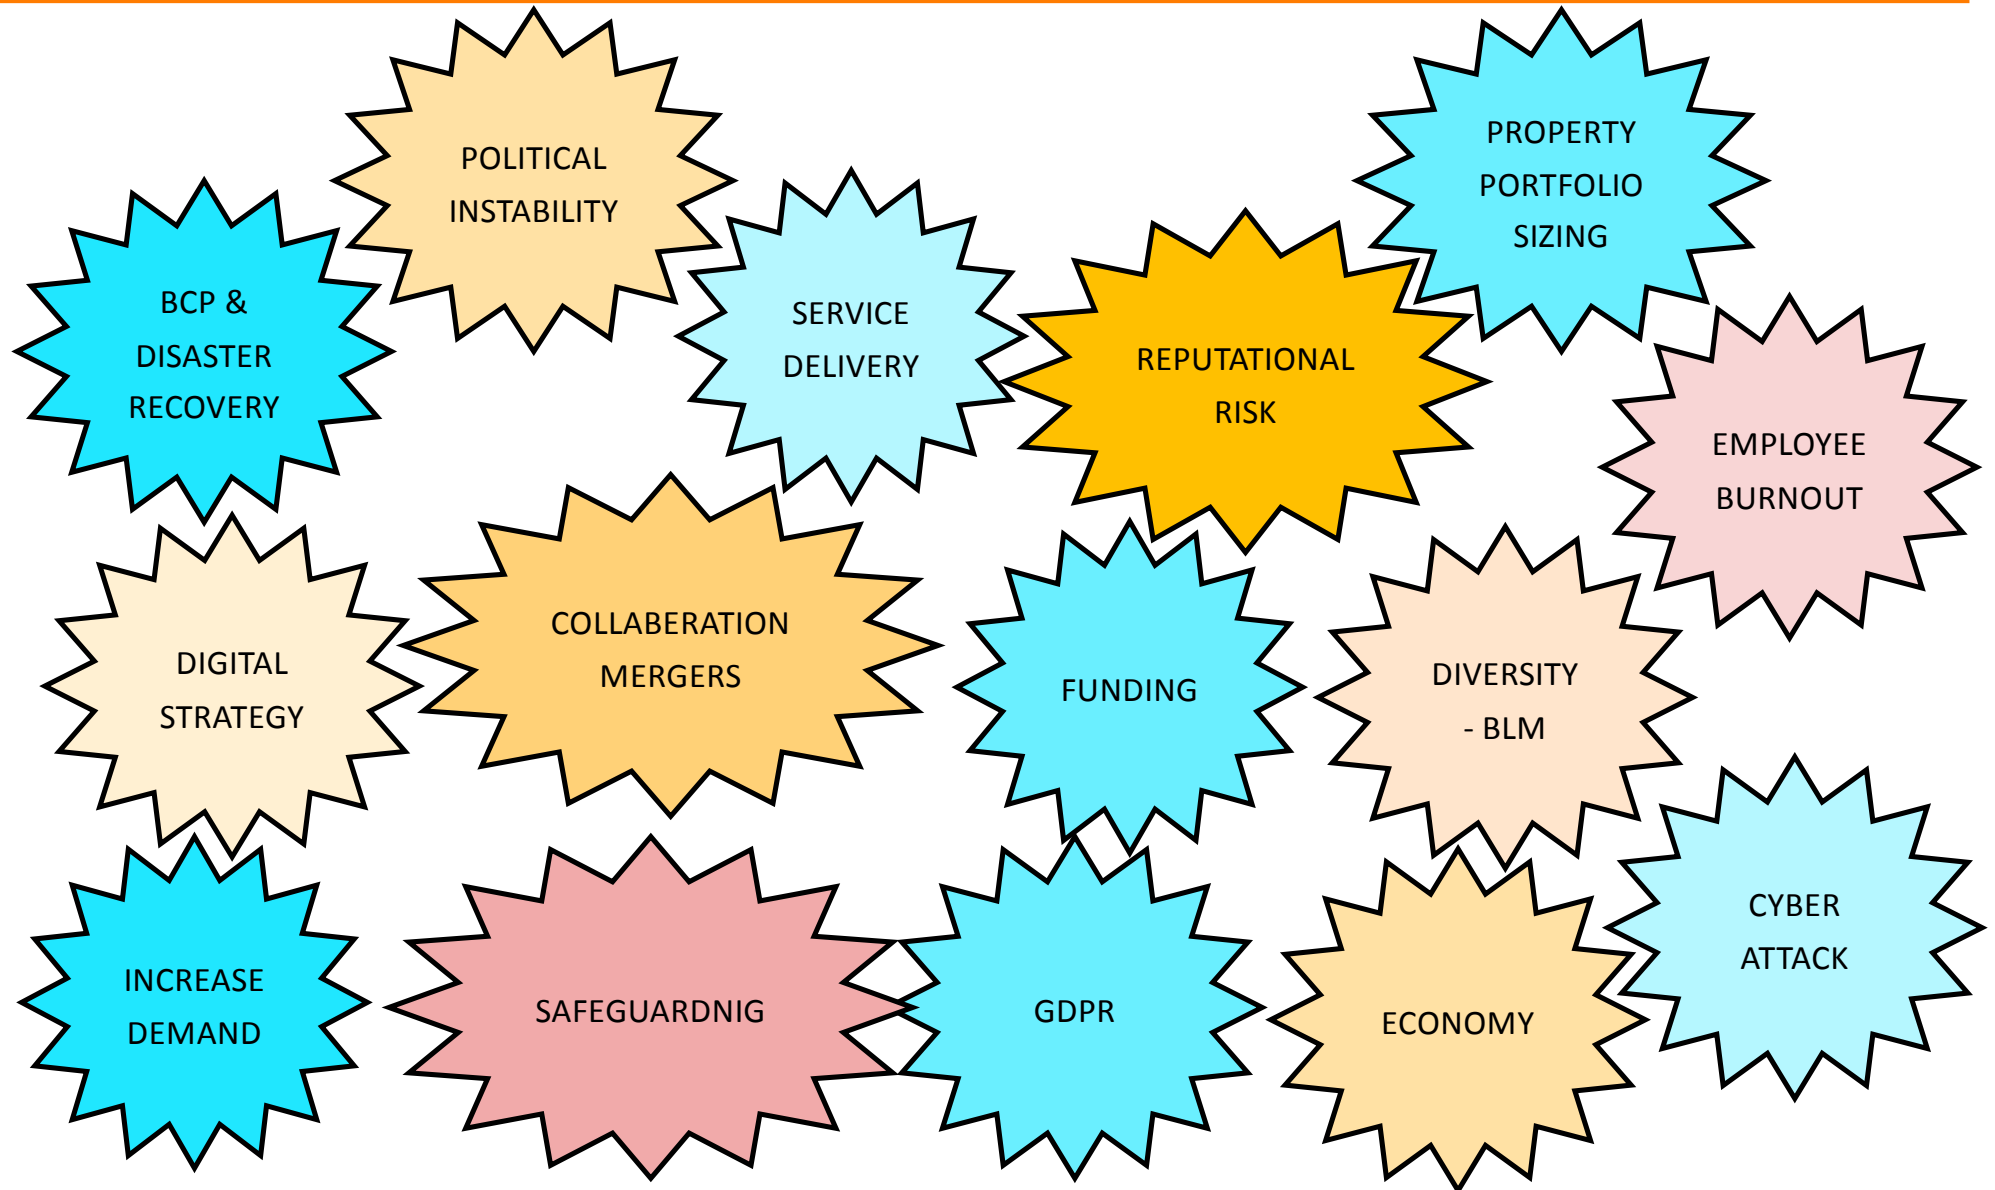 POLITICAL
INSTABILITY
PROPERTY
PORTFOLIO
SIZING
BCP &
DISASTER
RECOVERY
SERVICE
DELIVERY
REPUTATIONAL
RISK
EMPLOYEE
BURNOUT
DIGITAL
STRATEGY
COLLABERATION
MERGERS
FUNDING
DIVERSITY
- BLM
CYBER
ATTACK
INCREASE
DEMAND
SAFEGUARDNIG
GDPR
ECONOMY